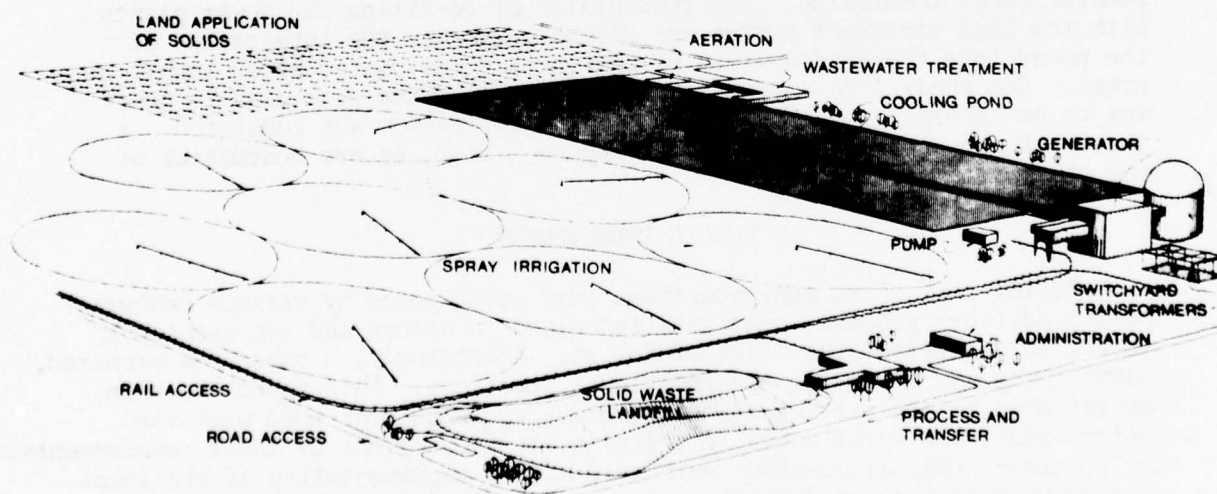 LAND APPLICATION
OF SOLIDS
AERATION
WASTEWATER TREATMENT
COOLING POND
GENERATOR
PUMP
SPRAY IRRIGATION
SWITCHYARD
TRANSFORMERS
ADMINISTRATION
RAIL ACCESS
SOLID WASTE
LANDFILL
ROAD ACCESS
PROCESS AND
TRANSFER